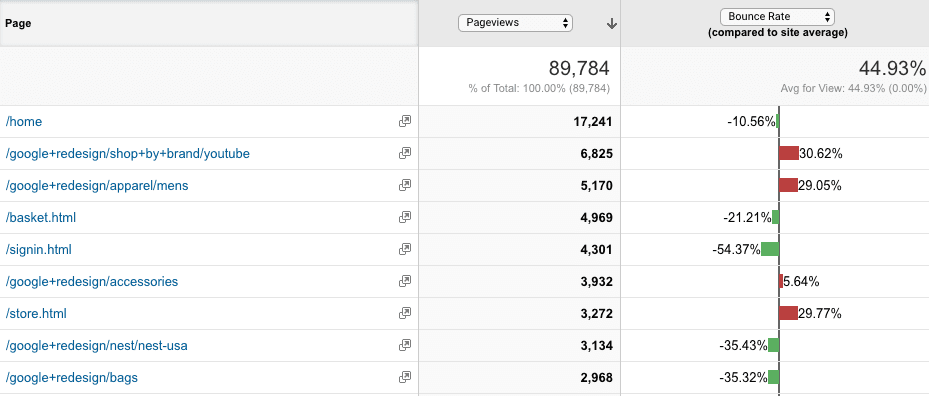 Page Pageviews Bounce Rate
(compared to site average)
89,784 44.93%
% of Total: 100.00% (89,784) Avg for View: 44.93% (0.00%)
/home 17,241 -10.56%
/google+redesign/shop+by+brand/youtube 6,825 30.62%
/google+redesign/apparel/mens 5,170 29.05%
/basket.html 4,969 -21.21%
/signin.html 4,301 -54.37%
/google+redesign/accessories 3,932 5.64%
/store.html 3,272 29.77%
/google+redesign/nest/nest-usa 3,134 -35.43%
/google+redesign/bags 2,968 -35.32%